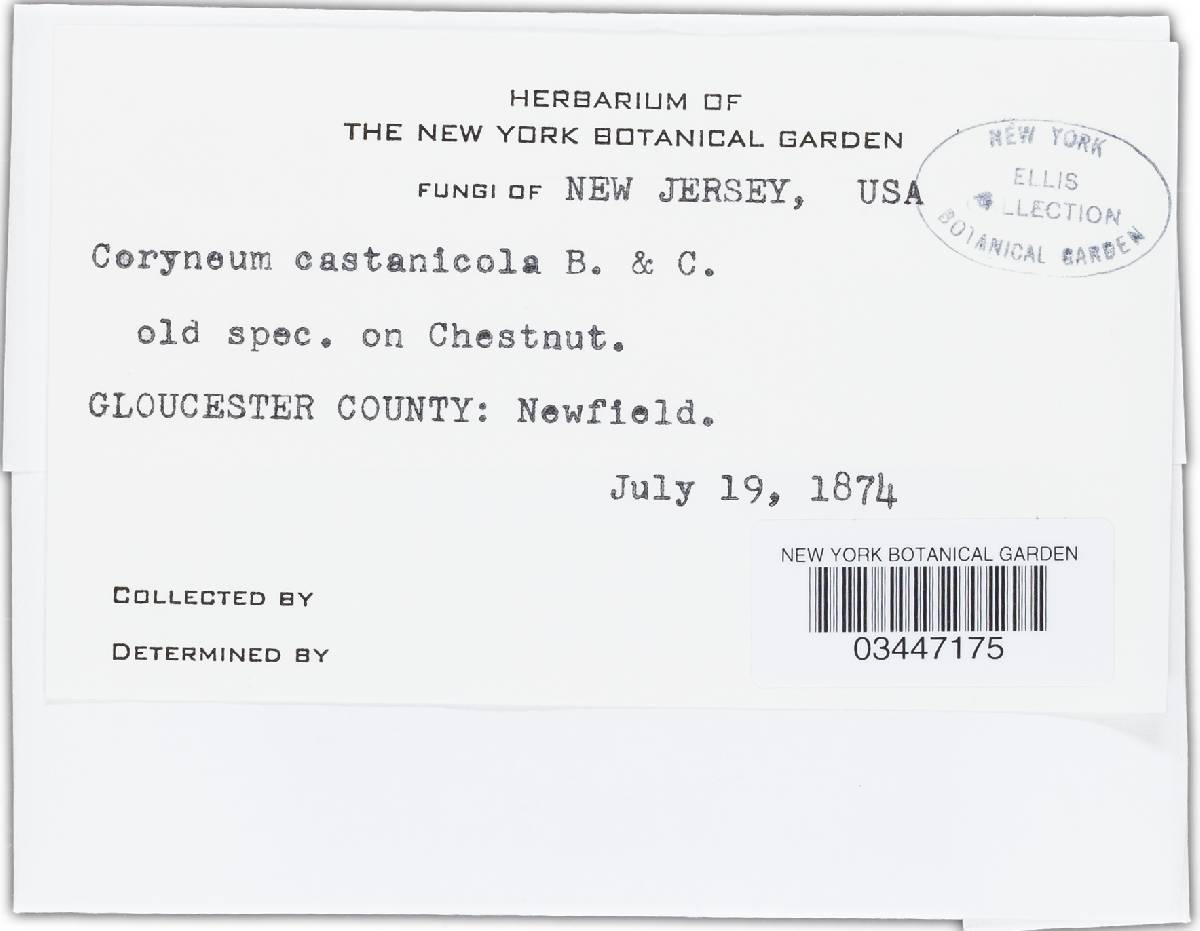 HERBARIUM OF
THE NEW YORK BOTANICAL GARDEN
FUNGI OF NEW JERSEY, USA
NEW YORK
ELLIS
COLLECTION
BOTANICAL GARDEN
Coryneum castanicola B. & C.
old spec. on Chestnut.
GLOUCESTER COUNTY: Newfield.
July 19, 1874
NEW YORK BOTANICAL GARDEN
03447175
COLLECTED BY
DETERMINED BY